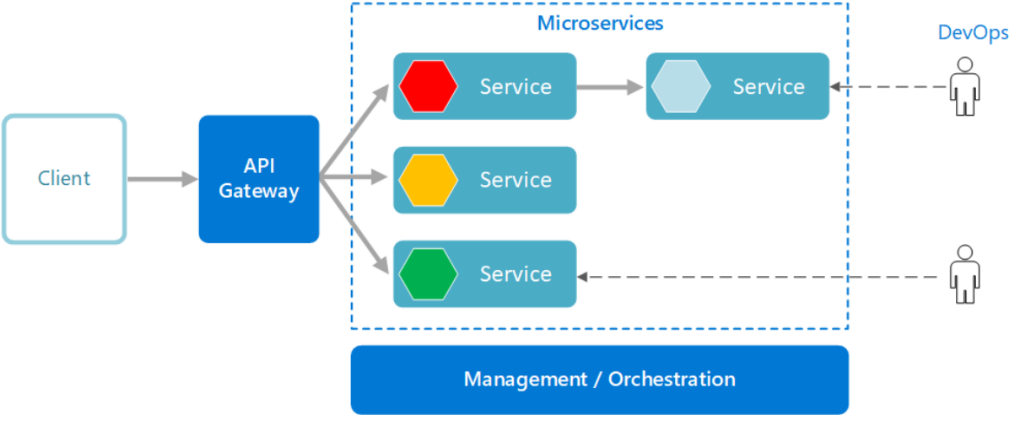 Microservices
DevOps
Service
Service
Client
API
Gateway
Service
Service
Management / Orchestration